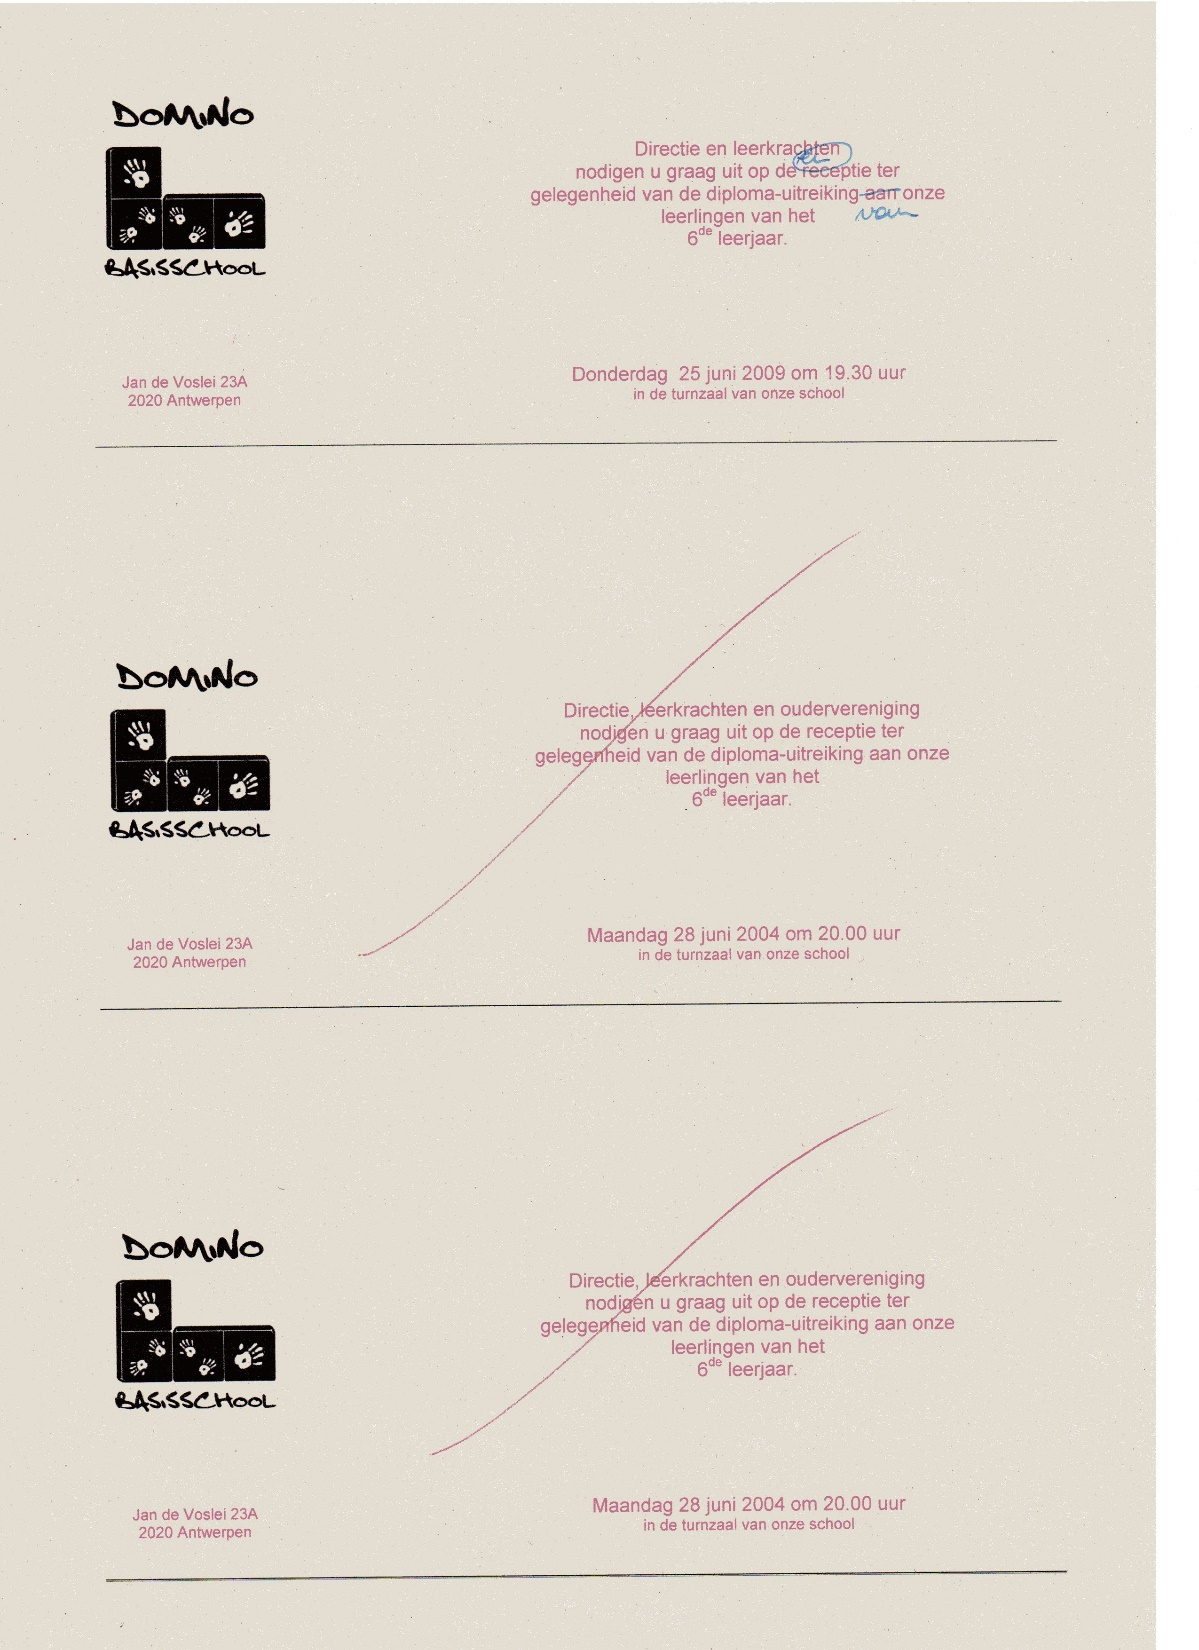 DOMINO
BASISSCHOOL
Jan de Voslei 23A
2020 Antwerpen
Directie en leerkrachten
nodigen u graag uit op de receptie ter
gelegenheid van de diploma-uitreiking aan onze
van
leerlingen van het
6de leerjaar.
Donderdag 25 juni 2009 om 19.30 uur
in de turnzaal van onze school
DOMINO
BASISSCHOOL
Jan de Voslei 23A
2020 Antwerpen
Directie, leerkrachten en oudervereniging
nodigen u graag uit op de receptie ter
gelegenheid van de diploma-uitreiking aan onze
leerlingen van het
6de leerjaar.
Maandag 28 juni 2004 om 20.00 uur
in de turnzaal van onze school
DOMINO
BASISSCHOOL
Jan de Voslei 23A
2020 Antwerpen
Directie, leerkrachten en oudervereniging
nodigen u graag uit op de receptie ter
gelegenheid van de diploma-uitreiking aan onze
leerlingen van het
6de leerjaar.
Maandag 28 juni 2004 om 20.00 uur
in de turnzaal van onze school